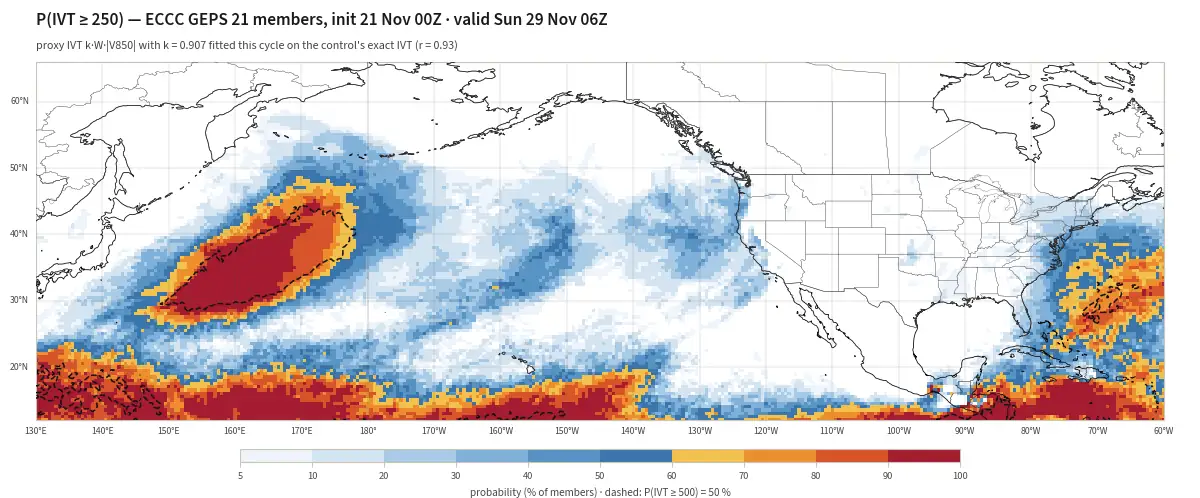 P(IVT ≥ 250) — ECCC GEPS 21 members, init 21 Nov 00Z · valid Sun 29 Nov 06Z
proxy IVT k·W·|V850| with k = 0.907 fitted this cycle on the control's exact IVT (r = 0.93)
60°N
50°N
40°N
30°N
20°N
130°E 140°E 150°E 160°E 170°E 180° 170°W 160°W 150°W 140°W 130°W 120°W 110°W 100°W 90°W 80°W 70°W 60°W
5 10 20 30 40 50 60 70 80 90 100
probability (% of members) · dashed: P(IVT ≥ 500) = 50 %